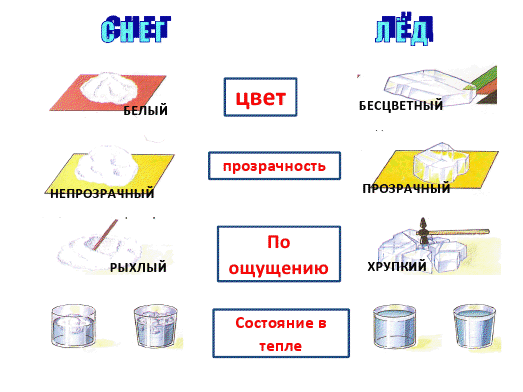 СНЕГ
ЛЁД
цвет
БЕЛЫЙ
БЕСЦВЕТНЫЙ
прозрачность
НЕПРОЗРАЧНЫЙ
ПРОЗРАЧНЫЙ
По
ощущению
РЫХЛЫЙ
ХРУПКИЙ
Состояние в
тепле